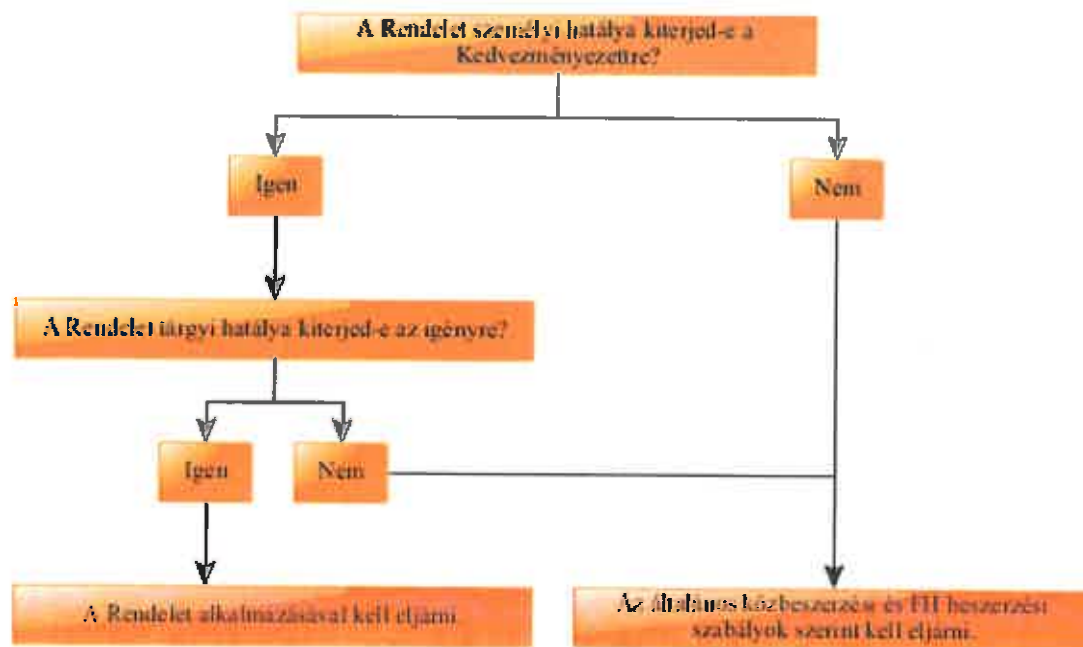 A Rendelet személyi hatálya kiterjed-e a
Kedvezményezettre?
Igen
Nem
A Rendelet tárgyi hatálya kiterjed-e az igényre?
Igen
Nem
A Rendelet alkalmazásával kell eljárni.
Az általános közbeszerzési és FH beszerzési
szabályok szerint kell eljárni.